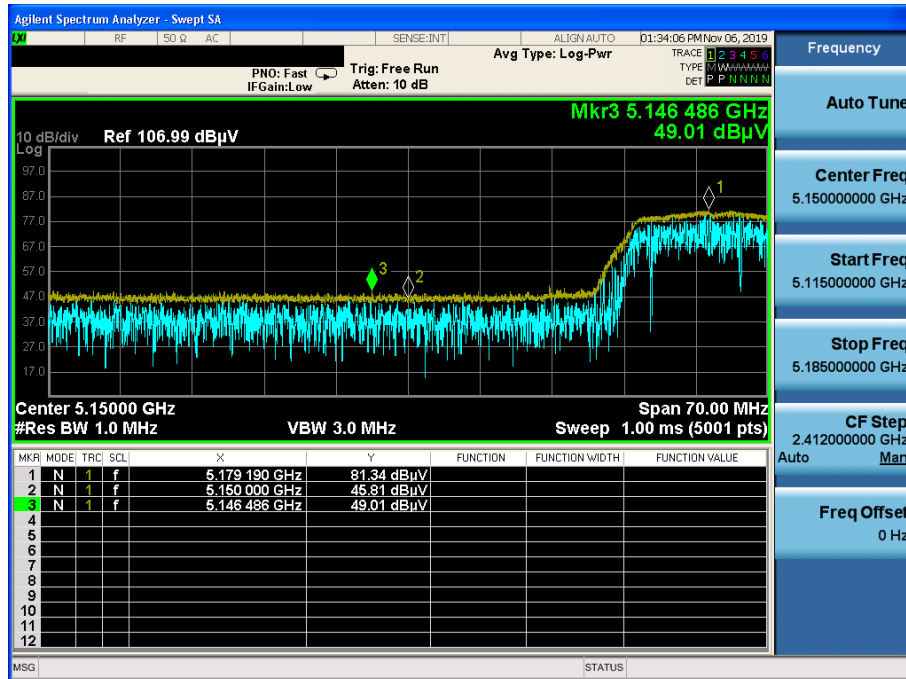 Agilent Spectrum Analyzer - Swept SA
LXI RF 50 Ω AC SENSE:INT ALIGN AUTO 01:34:06 PM Nov 06, 2019
Frequency
PNO: Fast Trig: Free Run Avg Type: Log-Pwr TRACE 1 2 3 4 5 6
IFGain:Low Atten: 10 dB TYPE M W
DET P P N N N N
Auto Tune
Mkr3 5.146 486 GHz
49.01 dBµV
10 dB/div Ref 106.99 dBµV
Log
97.0
87.0
77.0
67.0
57.0
47.0
37.0
27.0
17.0
1
3
2
Center Freq
5.150000000 GHz
Start Freq
5.115000000 GHz
Stop Freq
5.185000000 GHz
Center 5.15000 GHz Span 70.00 MHz
#Res BW 1.0 MHz VBW 3.0 MHz Sweep 1.00 ms (5001 pts)
CF Step
2.412000000 GHz
Auto Man
Freq Offset
0 Hz
MKR MODE TRC SCL X Y FUNCTION FUNCTION WIDTH FUNCTION VALUE
1 N 1 f 5.179 190 GHz 81.34 dBµV
2 N 1 f 5.150 000 GHz 45.81 dBµV
3 N 1 f 5.146 486 GHz 49.01 dBµV
4
5
6
7
8
9
10
11
12
MSG STATUS